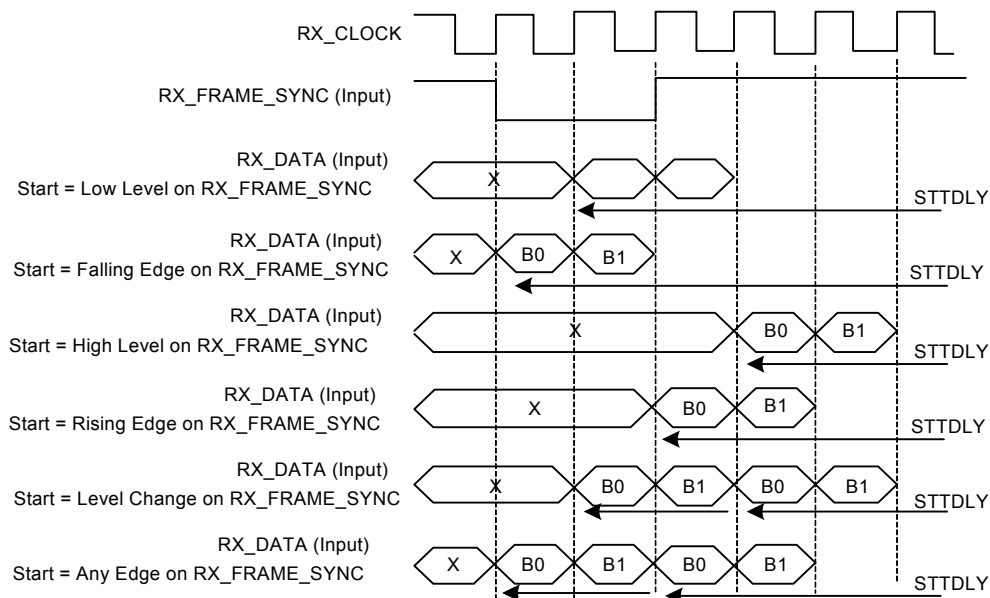 RX_CLOCK
RX_FRAME_SYNC (Input)
RX_DATA (Input)
Start = Low Level on RX_FRAME_SYNC
X
STTDLY
RX_DATA (Input)
Start = Falling Edge on RX_FRAME_SYNC
X B0 B1
STTDLY
RX_DATA (Input)
Start = High Level on RX_FRAME_SYNC
X B0 B1
STTDLY
RX_DATA (Input)
Start = Rising Edge on RX_FRAME_SYNC
X B0 B1
STTDLY
RX_DATA (Input)
Start = Level Change on RX_FRAME_SYNC
X B0 B1 B0 B1
STTDLY
RX_DATA (Input)
Start = Any Edge on RX_FRAME_SYNC
X B0 B1 B0 B1
STTDLY